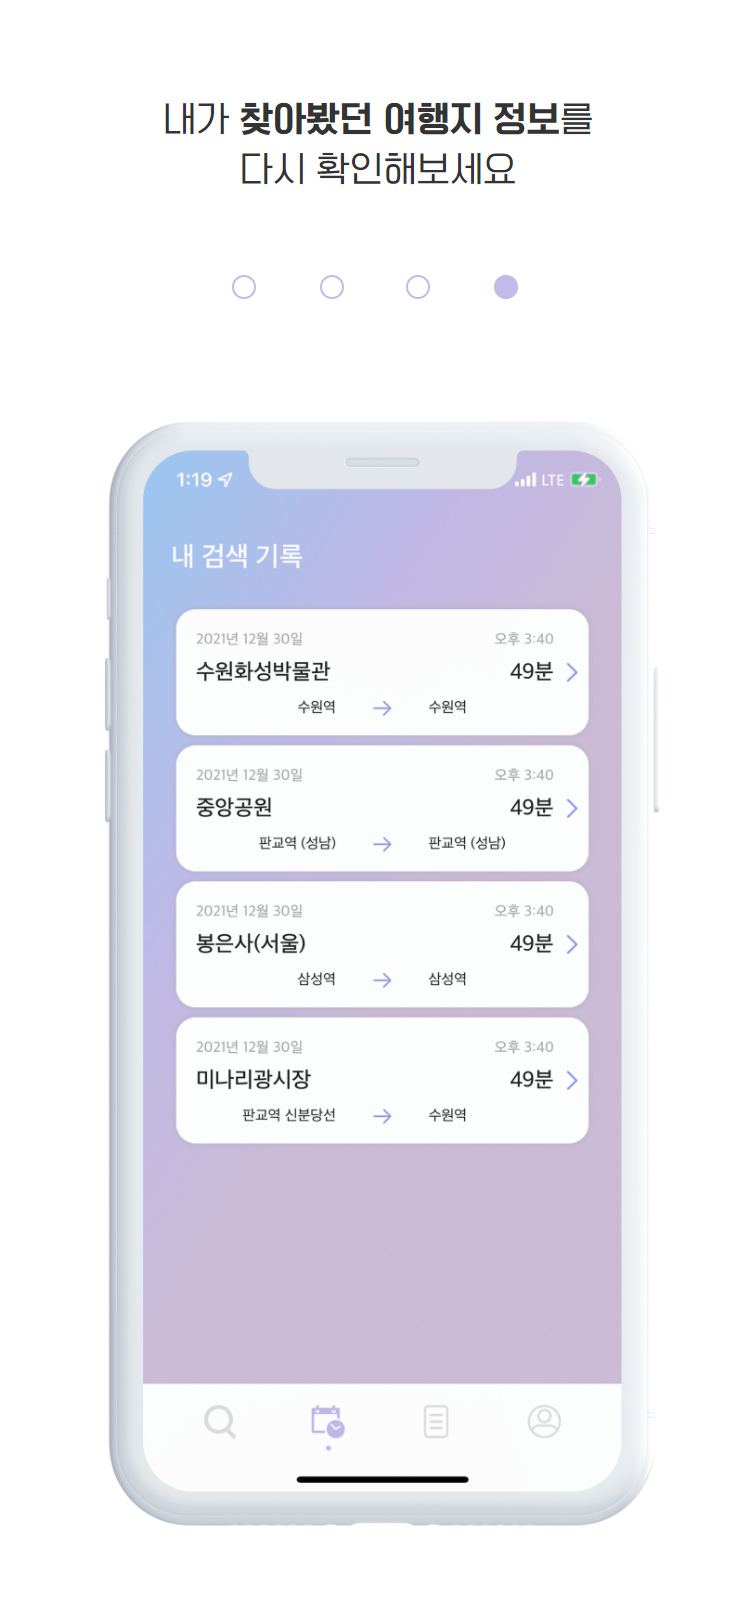 내가 찾아봤던 여행지 정보를
다시 확인해보세요
1:19 LTE
내 검색 기록
2021년 12월 30일 오후 3:40
수원화성박물관 49분
수원역 → 수원역
2021년 12월 30일 오후 3:40
중앙공원 49분
판교역 (성남) → 판교역 (성남)
2021년 12월 30일 오후 3:40
봉은사(서울) 49분
삼성역 → 삼성역
2021년 12월 30일 오후 3:40
미나리광시장 49분
판교역 신분당선 → 수원역